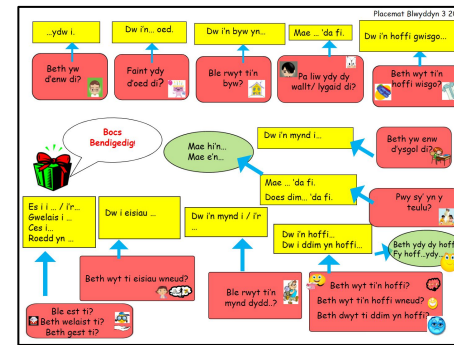 Placemat Blwyddyn 3 20
...ydw i.
Dw i'n... oed.
Dw i'n byw yn...
Mae ... 'da fi.
Dw i'n hoffi gwisgo...
Beth yw
d'enw di?
Faint ydy
d'oed di?
Ble rwyt ti'n
byw?
Pa liw ydy dy
wallt/ lygaid di?
Beth wyt ti'n
hoffi wisgo?
Bocs
Bendigedig!
Mae hi'n...
Mae e'n...
Dw i'n mynd i...
Beth yw enw
d'ysgol di?
Mae ... 'da fi.
Does dim... 'da fi.
Pwy sy' yn y
teulu?
Es i i ... / i'r...
Gwelais i ...
Ces i...
Roedd yn ...
Dw i eisiau ...
Dw i'n mynd i / i'r
...
Dw i'n hoffi...
Dw i ddim yn hoffi...
Beth ydy dy hoff
Fy hoff...ydy...
Beth wyt ti eisiau wneud?
Ble est ti?
Beth welaist ti?
Beth gest ti?
Ble rwyt ti'n
mynd dydd..?
Beth wyt ti'n hoffi?
Beth wyt ti'n hoffi wneud?
Beth dwyt ti ddim yn hoffi?